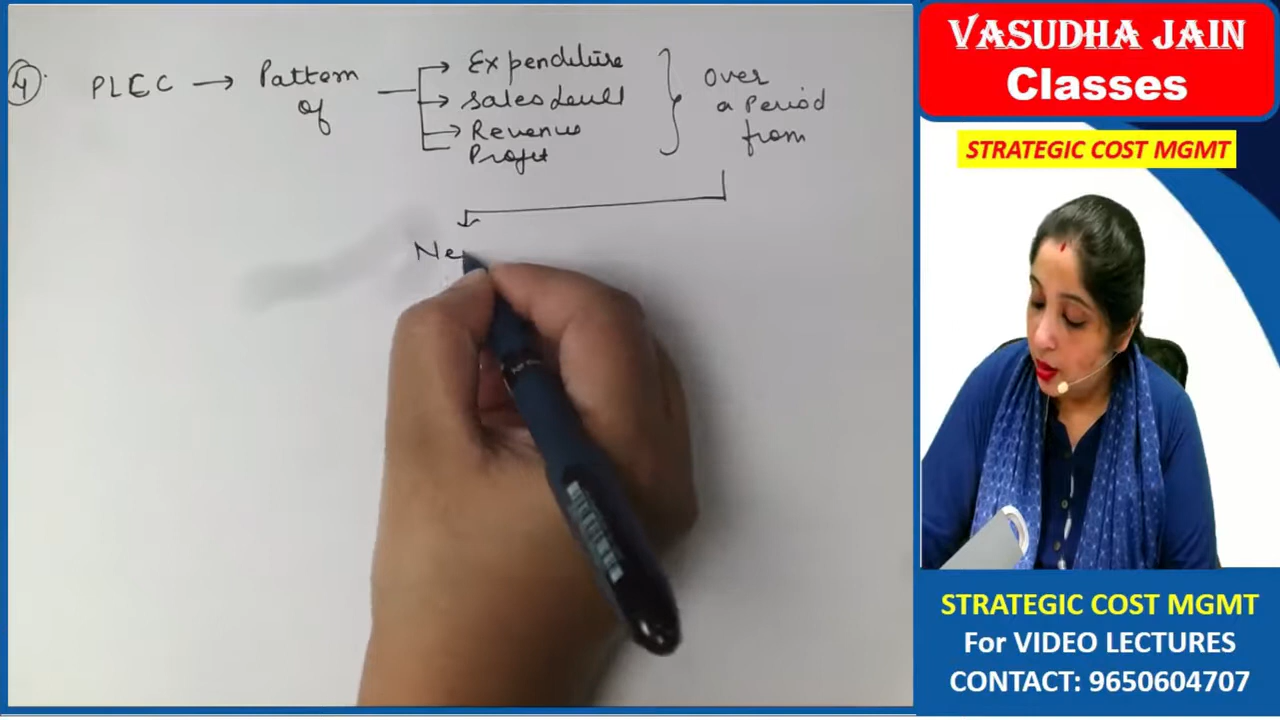 4 PLEC → Pattern of
Expenditure
Sales level
Revenue
Profit
Over a Period from
Ne
VASUDHA JAIN
Classes
STRATEGIC COST MGMT
STRATEGIC COST MGMT
For VIDEO LECTURES
CONTACT: 9650604707